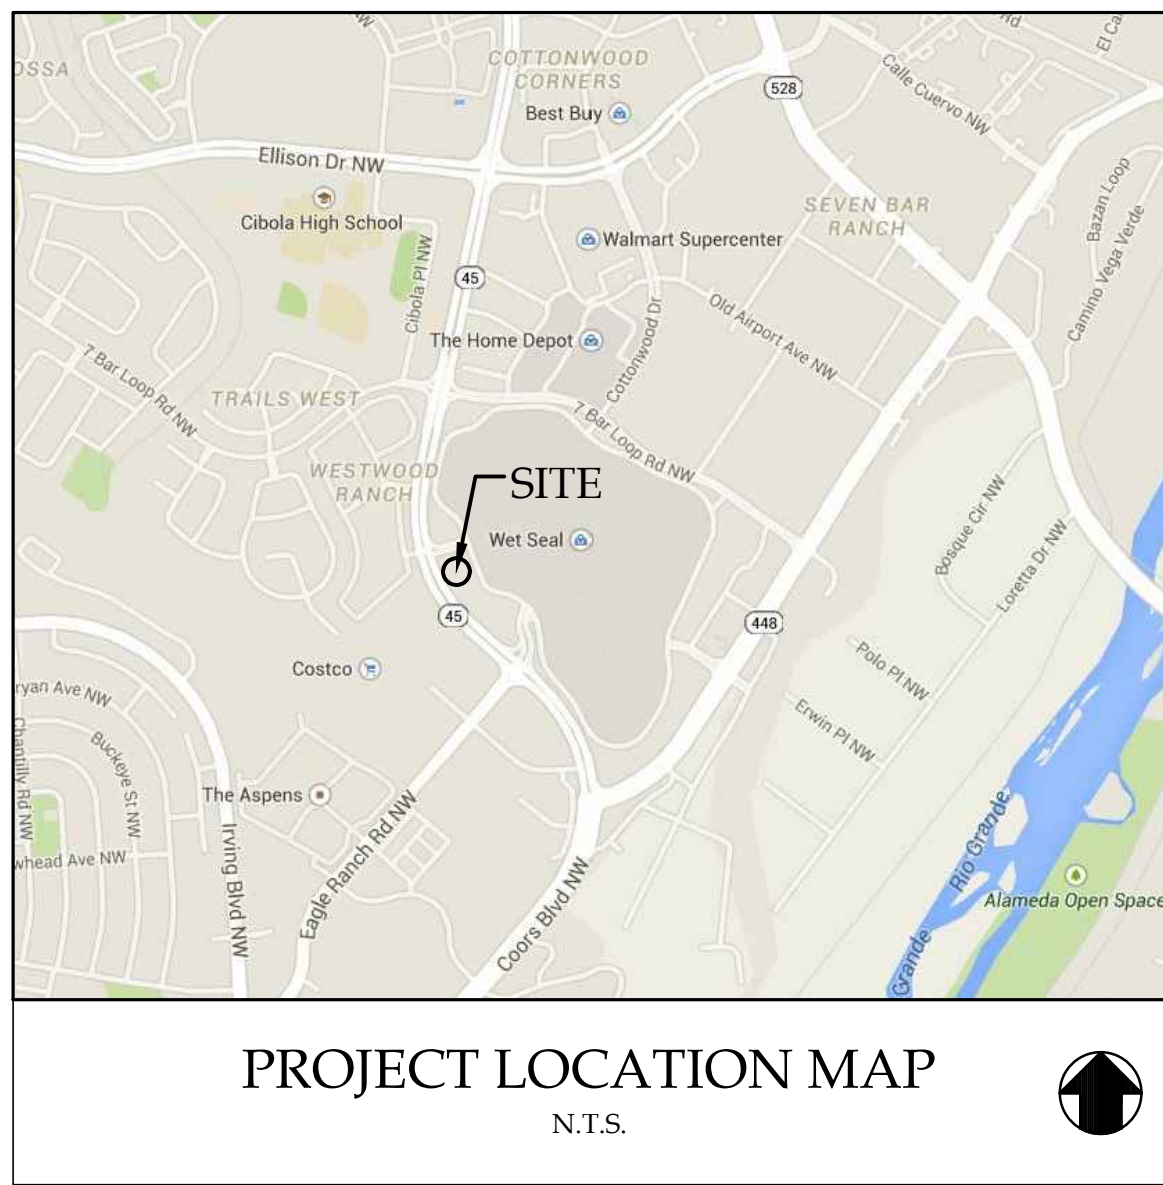 OSSA
COTTONWOOD
CORNERS
Best Buy
528
Rd
El Ca
Calle Cuervo NW
Ellison Dr NW
Cibola High School
SEVEN BAR
RANCH
Bazan Loop
Camino Vega Verde
Walmart Supercenter
45
Cibola Pl NW
Old Airport Ave NW
The Home Depot
Cottonwood Dr
7 Bar Loop Rd NW
TRAILS WEST
7 Bar Loop Rd NW
WESTWOOD
RANCH
SITE
Wet Seal
Bosque Cir NW
Loretta Dr NW
45
448
Costco
Polo Pl NW
ryan Ave NW
Erwin Pl NW
Chantilly Rd NW
Buckeye St NW
The Aspens
Irving Blvd NW
Eagle Ranch Rd NW
whead Ave NW
Coors Blvd NW
Rio Grande
Alameda Open Space
Grande
PROJECT LOCATION MAP
N.T.S.